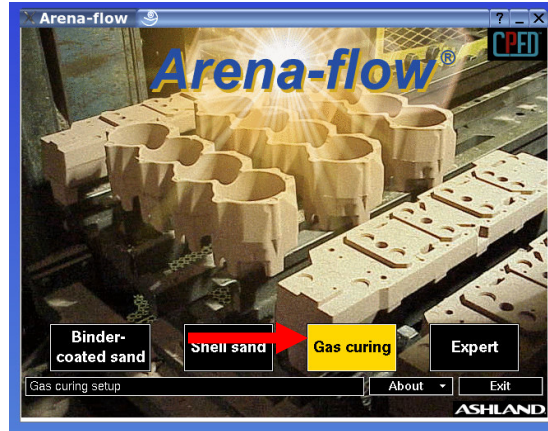 Arena-flow
? _ X
CPFD
Arena-flow®
Binder-
coated sand
Shell sand
Gas curing
Expert
Gas curing setup
About
Exit
ASHLAND